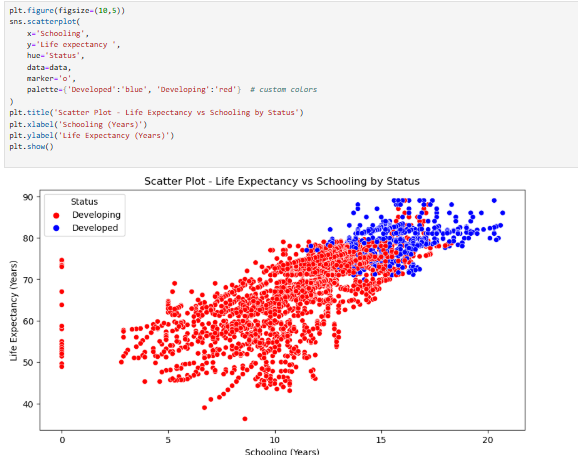 plt.figure(figsize=(10,5))
sns.scatterplot(
    x='Schooling',
    y='Life expectancy ',
    hue='Status',
    data=data,
    marker='o',
    palette={'Developed':'blue', 'Developing':'red'}  # custom colors
)
plt.title('Scatter Plot - Life Expectancy vs Schooling by Status')
plt.xlabel('Schooling (Years)')
plt.ylabel('Life Expectancy (Years)')
plt.show()
Scatter Plot - Life Expectancy vs Schooling by Status
Status
Developing
Developed
Life Expectancy (Years)
90
80
70
60
50
40
0 5 10 15 20
Schooling (Years)